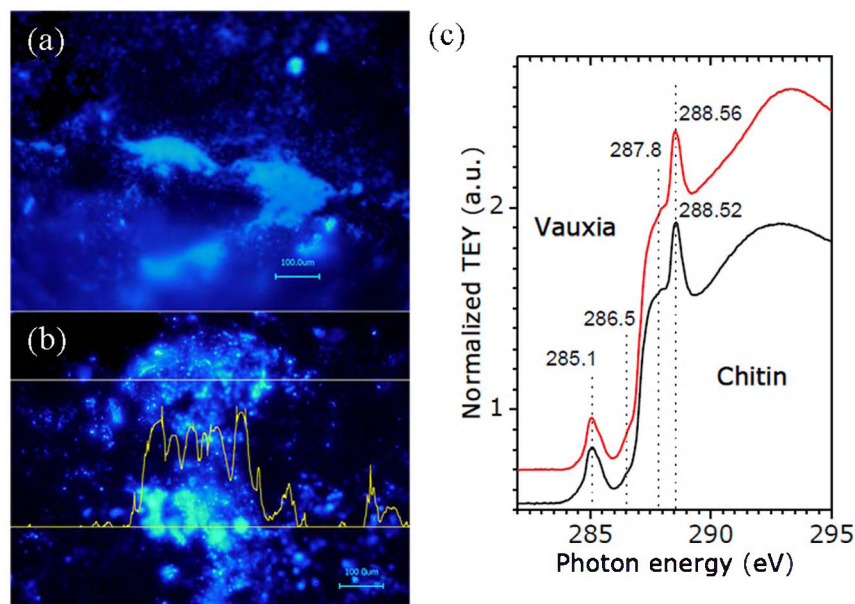 (a)
100.0um
(b)
100.0um
(c)
Normalized TEY (a.u.)
2
1
Vauxia
Chitin
288.56
287.8
288.52
286.5
285.1
285
290
295
Photon energy (eV)